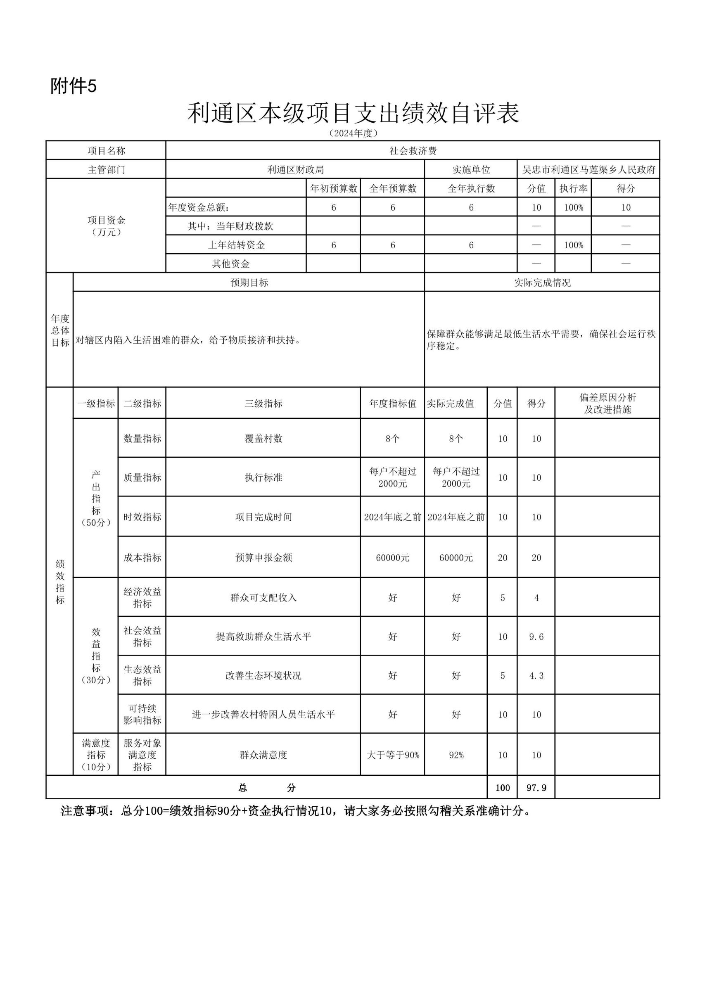 附件5
利通区本级项目支出绩效自评表
（2024年度）
项目名称 社会救济费
主管部门 利通区财政局 实施单位 吴忠市利通区马莲渠乡人民政府
项目资金
（万元）
年初预算数 全年预算数 全年执行数 分值 执行率 得分
年度资金总额： 6 6 6 10 100% 10
其中：当年财政拨款 — —
上年结转资金 6 6 6 — 100% —
其他资金 — —
年度
总体
目标
预期目标 实际完成情况
对辖区内陷入生活困难的群众，给予物质接济和扶持。
保障群众能够满足最低生活水平需要，确保社会运行秩
序稳定。
绩
效
指
标
一级指标 二级指标 三级指标 年度指标值 实际完成值 分值 得分 偏差原因分析
及改进措施
产
出
指
标
（50分）
数量指标 覆盖村数 8个 8个 10 10
质量指标 执行标准 每户不超过
2000元 每户不超过
2000元 10 10
时效指标 项目完成时间 2024年底之前 2024年底之前 10 10
成本指标 预算申报金额 60000元 60000元 20 20
效
益
指
标
（30分）
经济效益
指标 群众可支配收入 好 好 5 4
社会效益
指标 提高救助群众生活水平 好 好 10 9.6
生态效益
指标 改善生态环境状况 好 好 5 4.3
可持续
影响指标 进一步改善农村特困人员生活水平 好 好 10 10
满意度
指标
（10分）
服务对象
满意度
指标 群众满意度 大于等于90% 92% 10 10
总 分 100 97.9
注意事项：总分100=绩效指标90分+资金执行情况10，请大家务必按照勾稽关系准确计分。